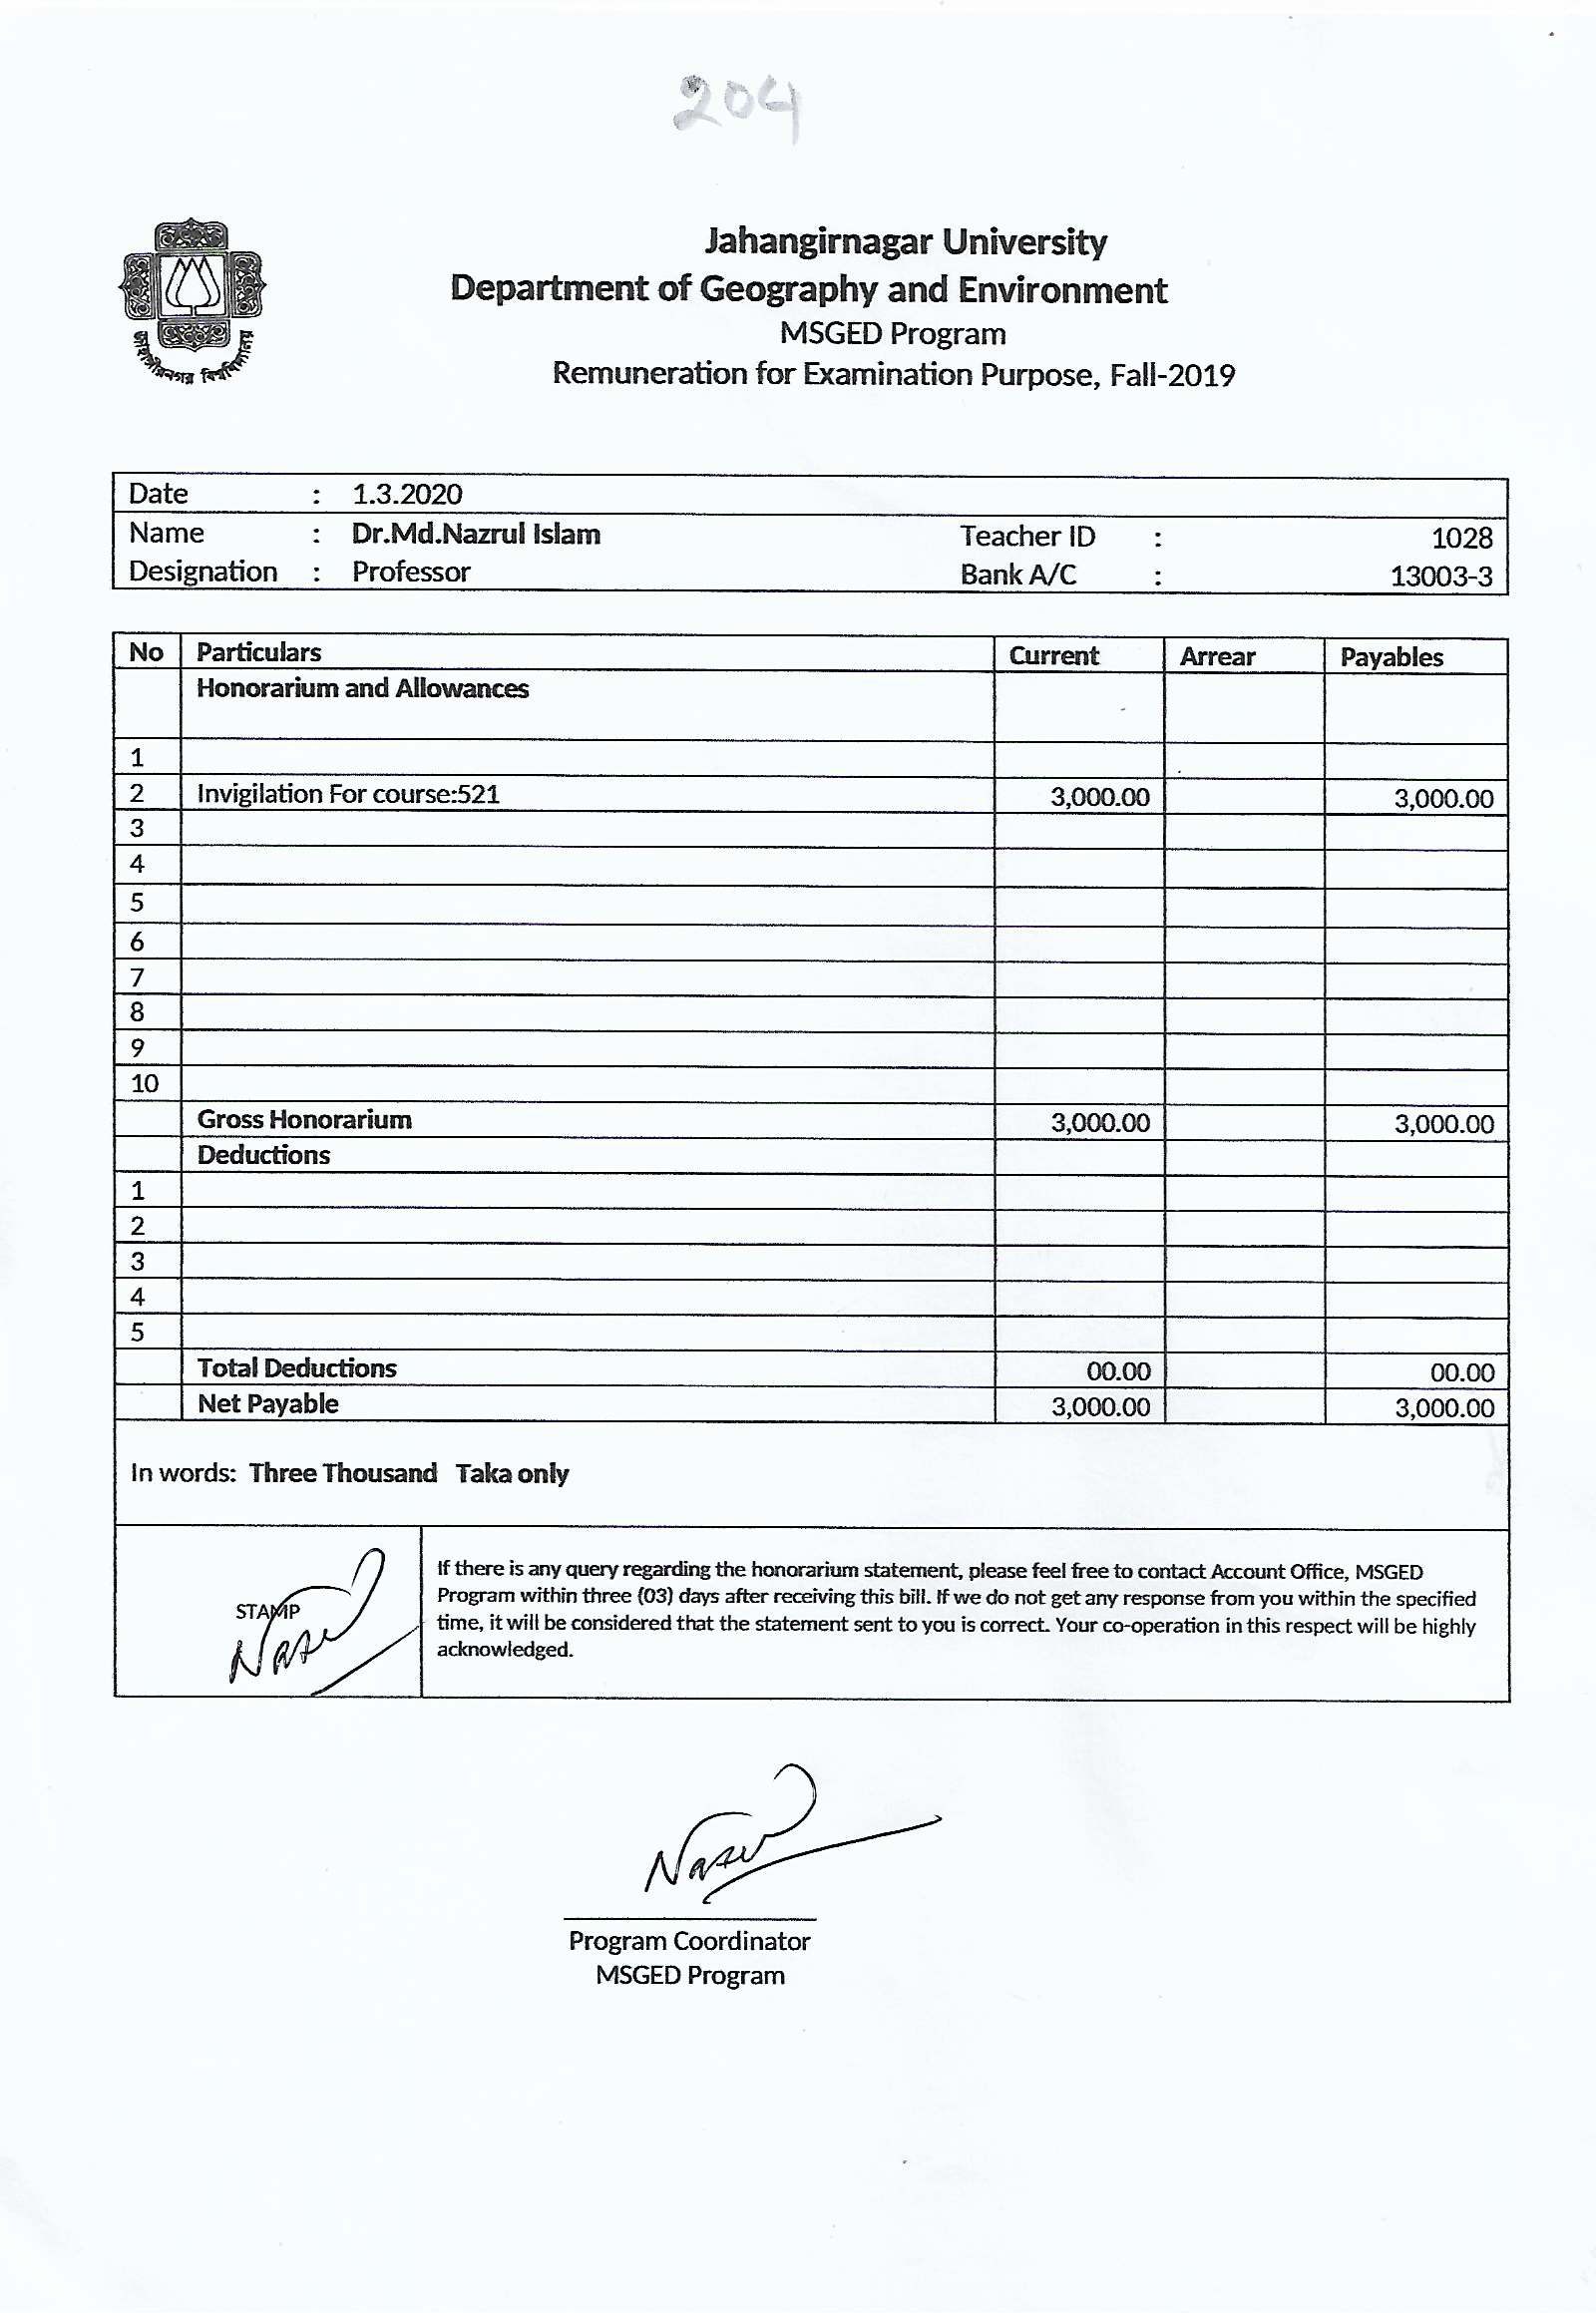 204
জাহাঙ্গীরনগর বিশ্ববিদ্যালয়
Jahangirnagar University
Department of Geography and Environment
MSGED Program
Remuneration for Examination Purpose, Fall-2019
Date : 1.3.2020
Name : Dr.Md.Nazrul Islam Teacher ID : 1028
Designation : Professor Bank A/C : 13003-3
No Particulars Current Arrear Payables
Honorarium and Allowances
1
2 Invigilation For course:521 3,000.00 3,000.00
3
4
5
6
7
8
9
10
Gross Honorarium 3,000.00 3,000.00
Deductions
1
2
3
4
5
Total Deductions 00.00 00.00
Net Payable 3,000.00 3,000.00
In words: Three Thousand Taka only
STAMP
If there is any query regarding the honorarium statement, please feel free to contact Account Office, MSGED
Program within three (03) days after receiving this bill. If we do not get any response from you within the specified
time, it will be considered that the statement sent to you is correct. Your co-operation in this respect will be highly
acknowledged.
Program Coordinator
MSGED Program